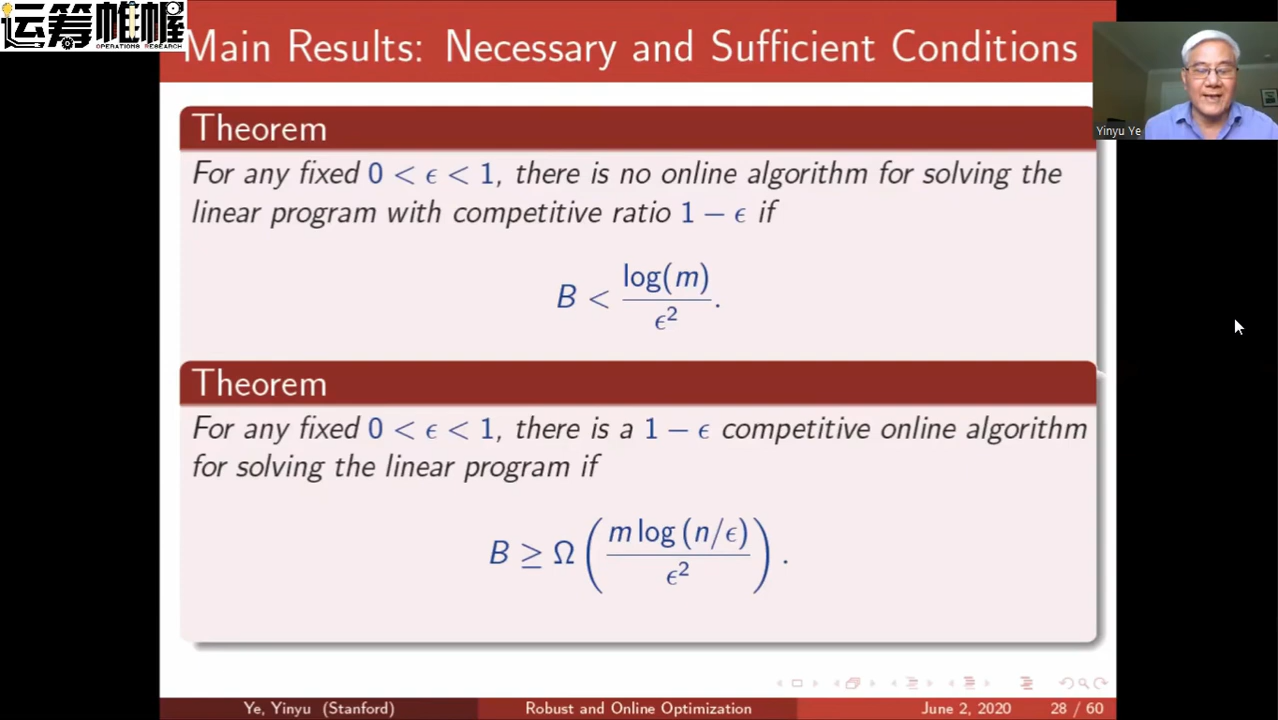 运筹帷幄
OPERATIONS RESEARCH
Main Results: Necessary and Sufficient Conditions
Yinyu Ye
Theorem
For any fixed 0 < ϵ < 1, there is no online algorithm for solving the
linear program with competitive ratio 1 − ϵ if
B < log(m) / ϵ².
Theorem
For any fixed 0 < ϵ < 1, there is a 1 − ϵ competitive online algorithm
for solving the linear program if
B ≥ Ω ( m log (n/ϵ) / ϵ² ).
Ye, Yinyu (Stanford)
Robust and Online Optimization
June 2, 2020
28 / 60